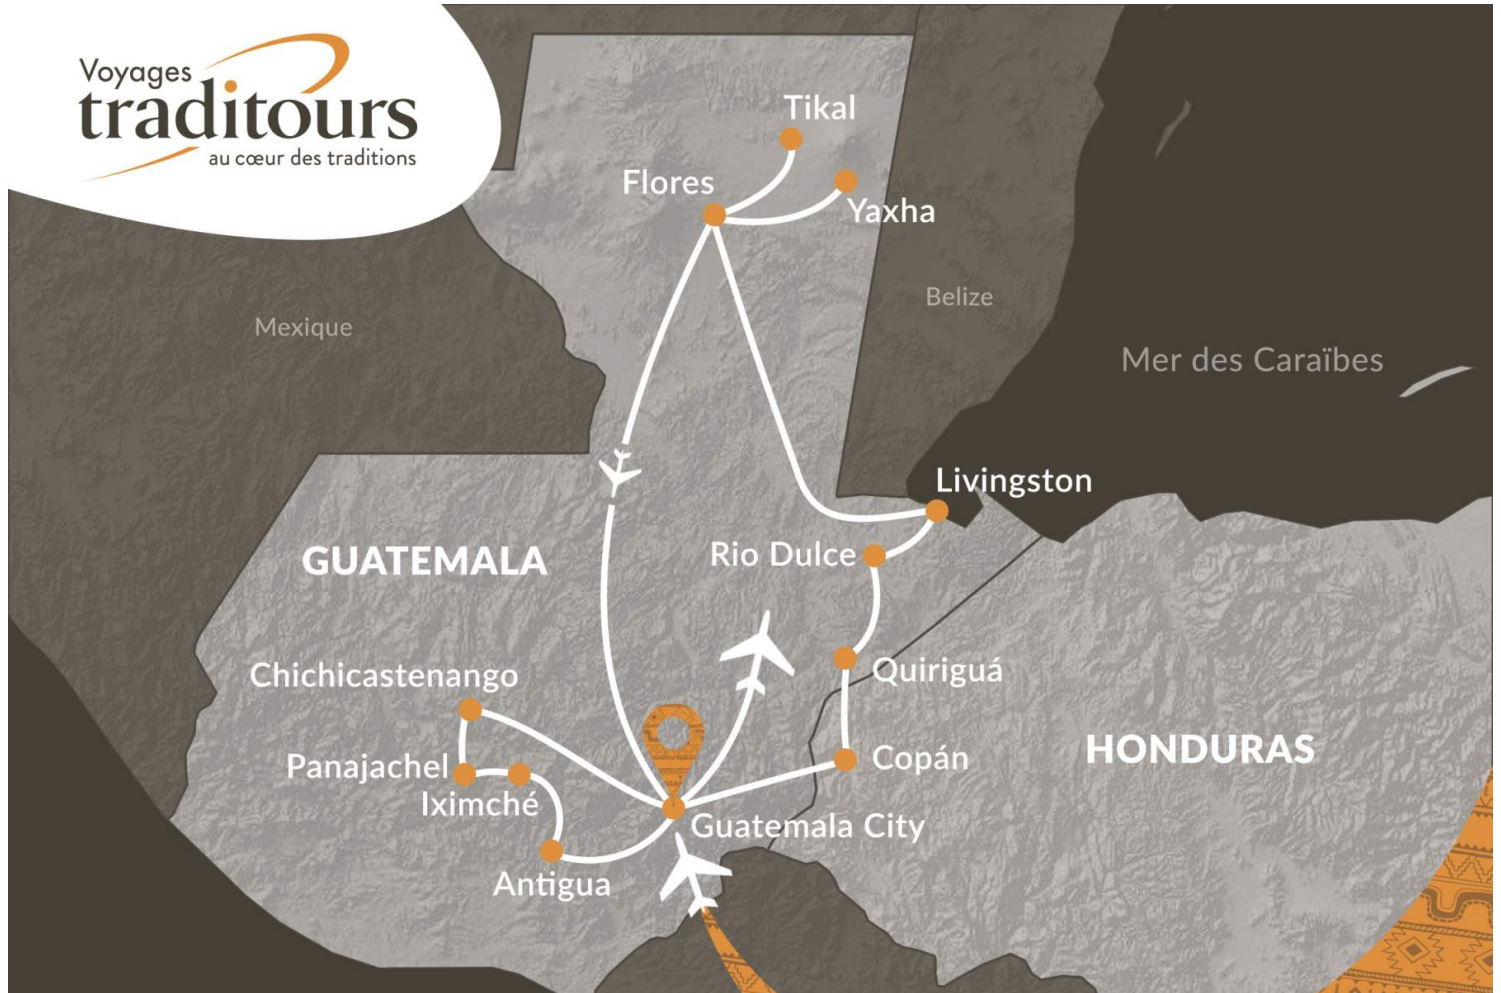 Voyages
traditours
au cœur des traditions
Tikal
Flores
Yaxha
Belize
Mexique
Mer des Caraïbes
Livingston
Rio Dulce
GUATEMALA
Chichicastenango
Quiriguá
HONDURAS
Copán
Panajachel
Iximché
Guatemala City
Antigua